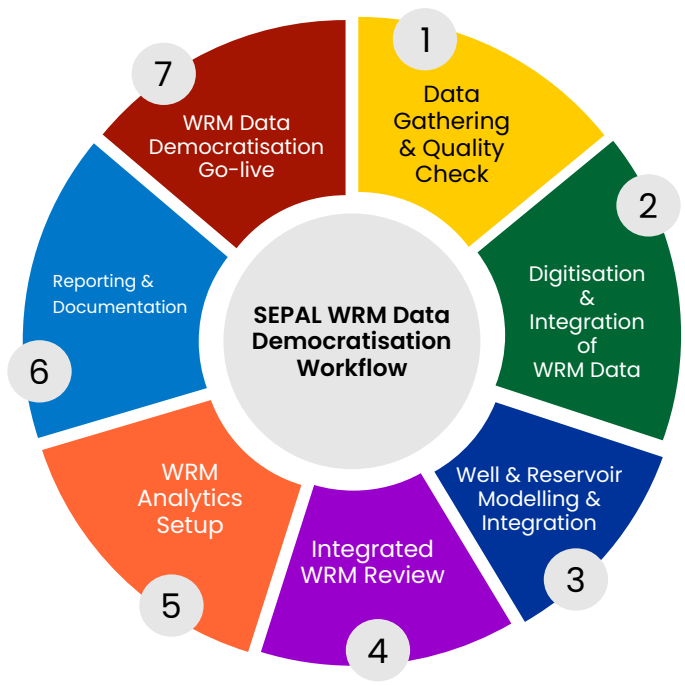 1
Data
Gathering
& Quality
Check
2
Digitisation
&
Integration
of
WRM Data
3
Well & Reservoir
Modelling &
Integration
4
Integrated
WRM Review
5
WRM
Analytics
Setup
6
Reporting &
Documentation
7
WRM Data
Democratisation
Go-live
SEPAL WRM Data
Democratisation
Workflow